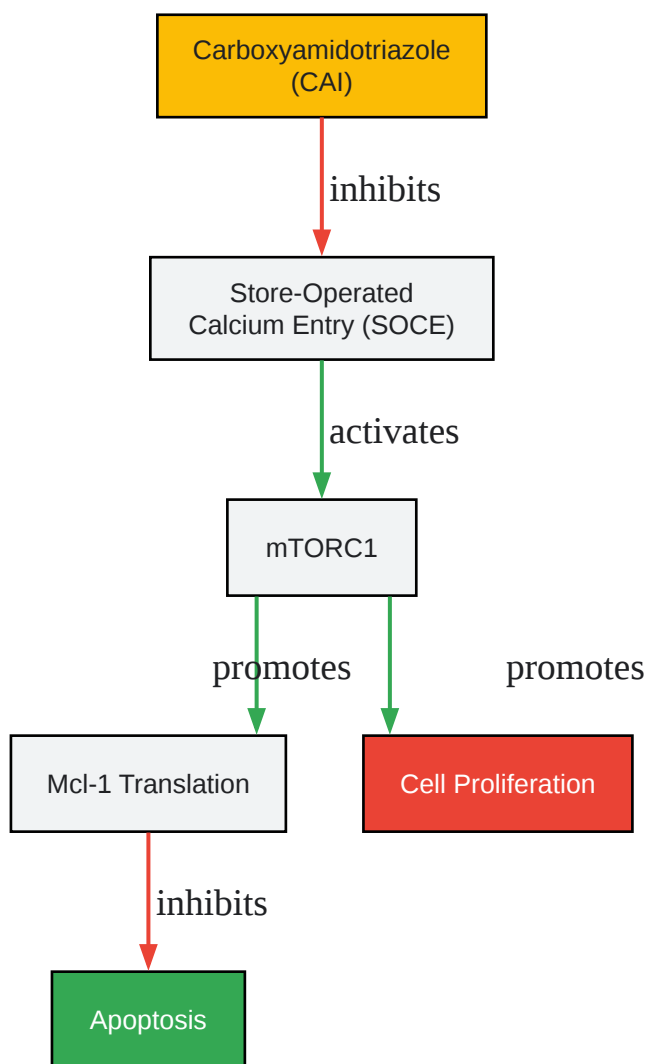 Carboxyamidotriazole
(CAI)
inhibits
Store-Operated
Calcium Entry (SOCE)
activates
mTORC1
promotes
promotes
Mcl-1 Translation
Cell Proliferation
inhibits
Apoptosis